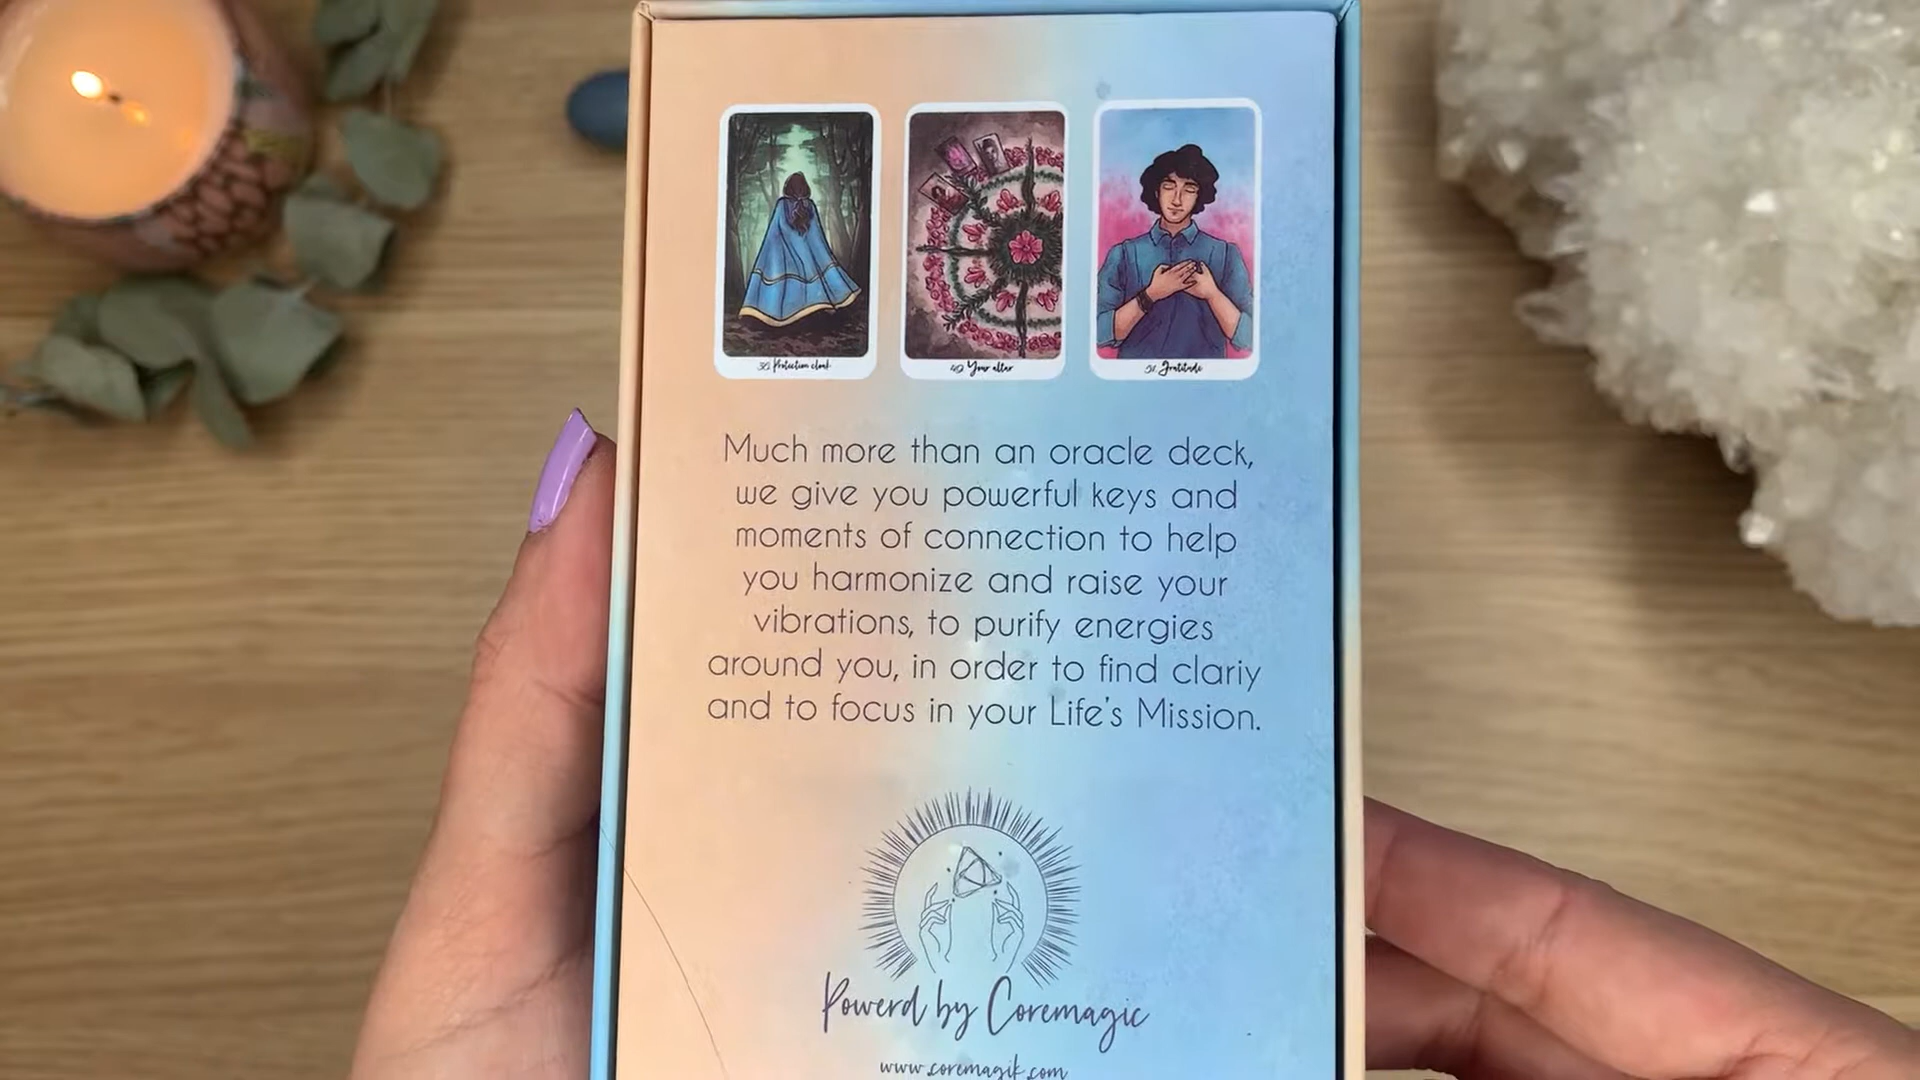 36. Protection cloak
49. Your altar
51. Gratitude
Much more than an oracle deck,
we give you powerful keys and
moments of connection to help
you harmonize and raise your
vibrations, to purify energies
around you, in order to find clariy
and to focus in your Life's Mission.
Powerd by Coremagic
www.coremagik.com